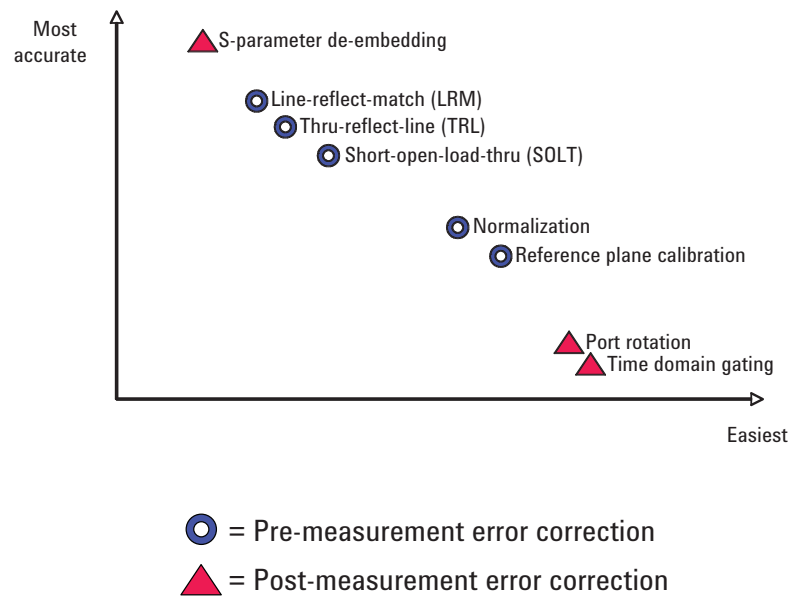 Most
accurate
S-parameter de-embedding
Line-reflect-match (LRM)
Thru-reflect-line (TRL)
Short-open-load-thru (SOLT)
Normalization
Reference plane calibration
Port rotation
Time domain gating
Easiest
= Pre-measurement error correction
= Post-measurement error correction